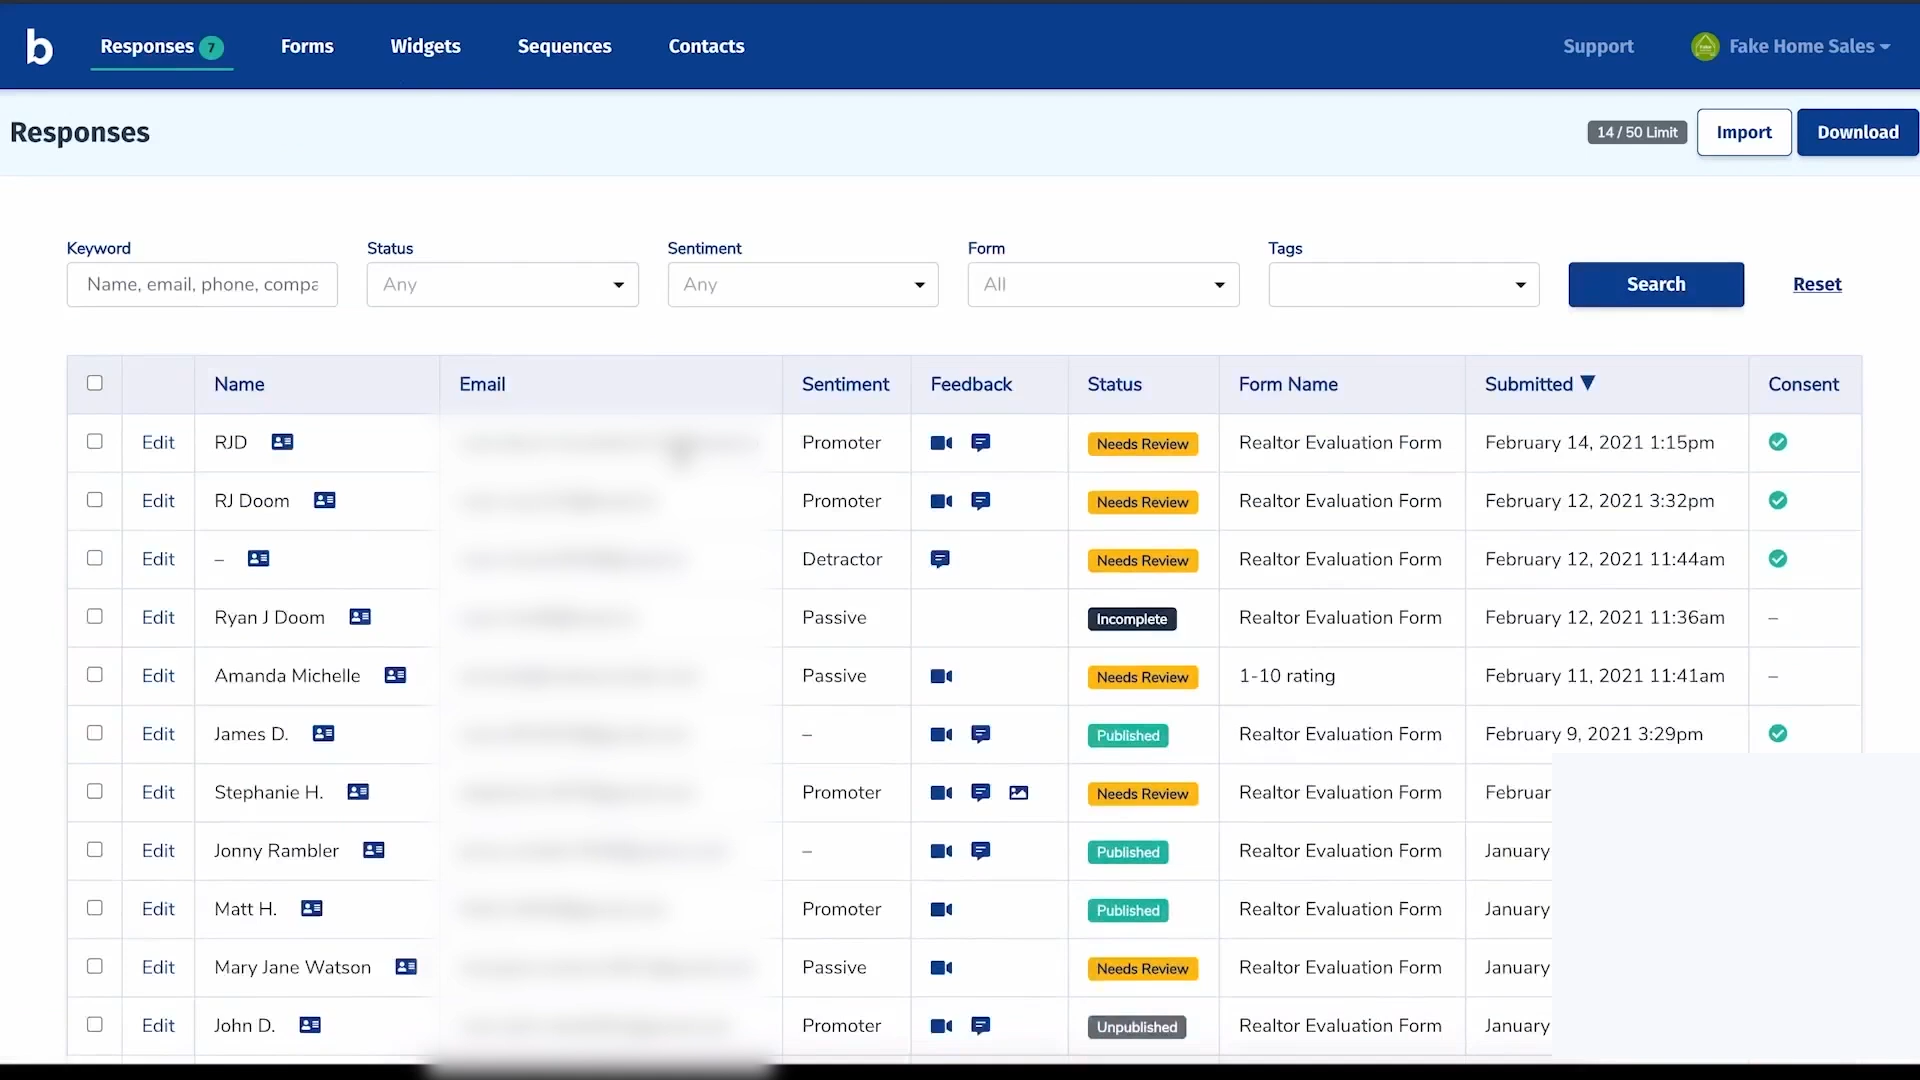 b Responses 7 Forms Widgets Sequences Contacts Support Fake Home Sales
Responses 14 / 50 Limit Import Download
Keyword Status Sentiment Form Tags
Name, email, phone, compa Any Any All Search Reset
Name Email Sentiment Feedback Status Form Name Submitted ▼ Consent
Edit RJD Promoter Needs Review Realtor Evaluation Form February 14, 2021 1:15pm
Edit RJ Doom Promoter Needs Review Realtor Evaluation Form February 12, 2021 3:32pm
Edit – Detractor Needs Review Realtor Evaluation Form February 12, 2021 11:44am
Edit Ryan J Doom Passive Incomplete Realtor Evaluation Form February 12, 2021 11:36am –
Edit Amanda Michelle Passive Needs Review 1-10 rating February 11, 2021 11:41am –
Edit James D. – Published Realtor Evaluation Form February 9, 2021 3:29pm
Edit Stephanie H. Promoter Needs Review Realtor Evaluation Form Februar
Edit Jonny Rambler – Published Realtor Evaluation Form January
Edit Matt H. Promoter Published Realtor Evaluation Form January
Edit Mary Jane Watson Passive Needs Review Realtor Evaluation Form January
Edit John D. Promoter Unpublished Realtor Evaluation Form January